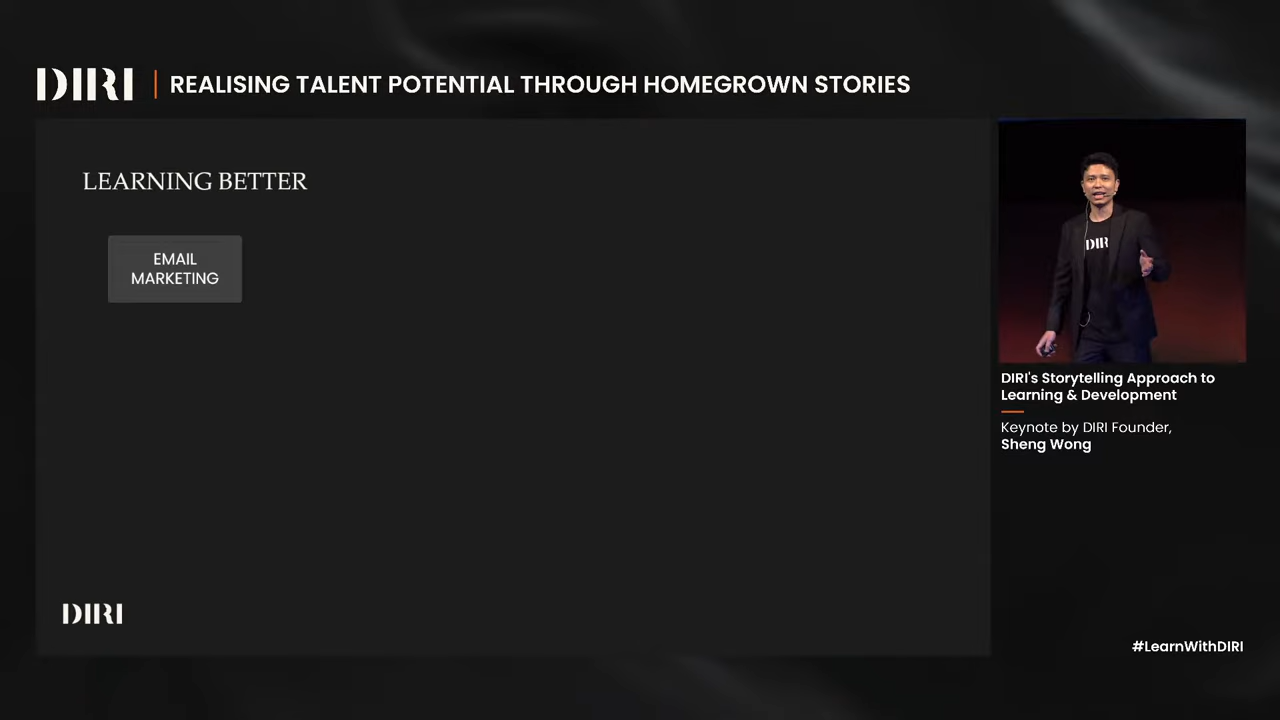 DIRI
REALISING TALENT POTENTIAL THROUGH HOMEGROWN STORIES
LEARNING BETTER
EMAIL
MARKETING
DIRI
DIRI
DIRI's Storytelling Approach to
Learning & Development
Keynote by DIRI Founder,
Sheng Wong
#LearnWithDIRI